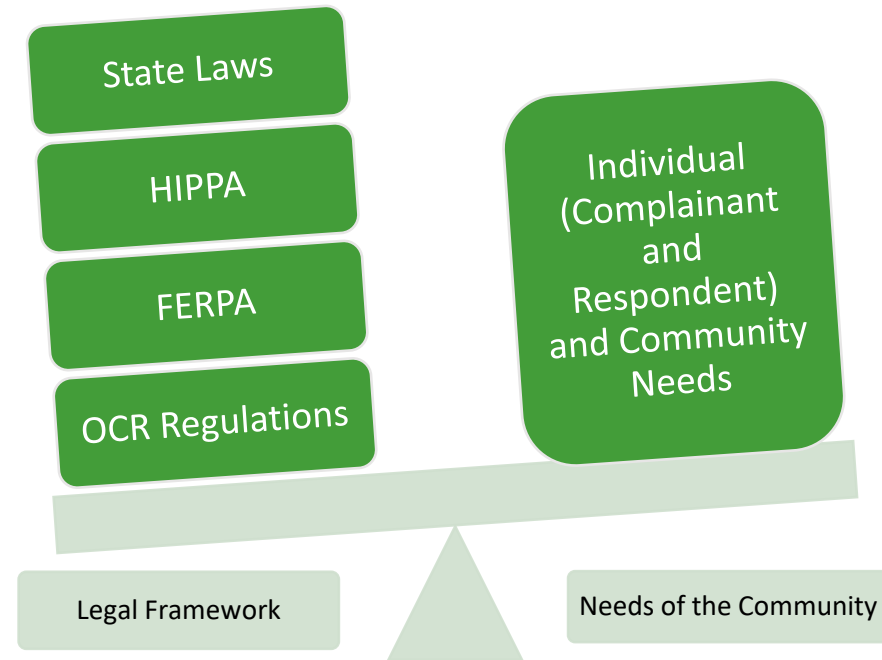 State Laws
HIPPA
FERPA
OCR Regulations
Individual
(Complainant
and
Respondent)
and Community
Needs
Legal Framework
Needs of the Community